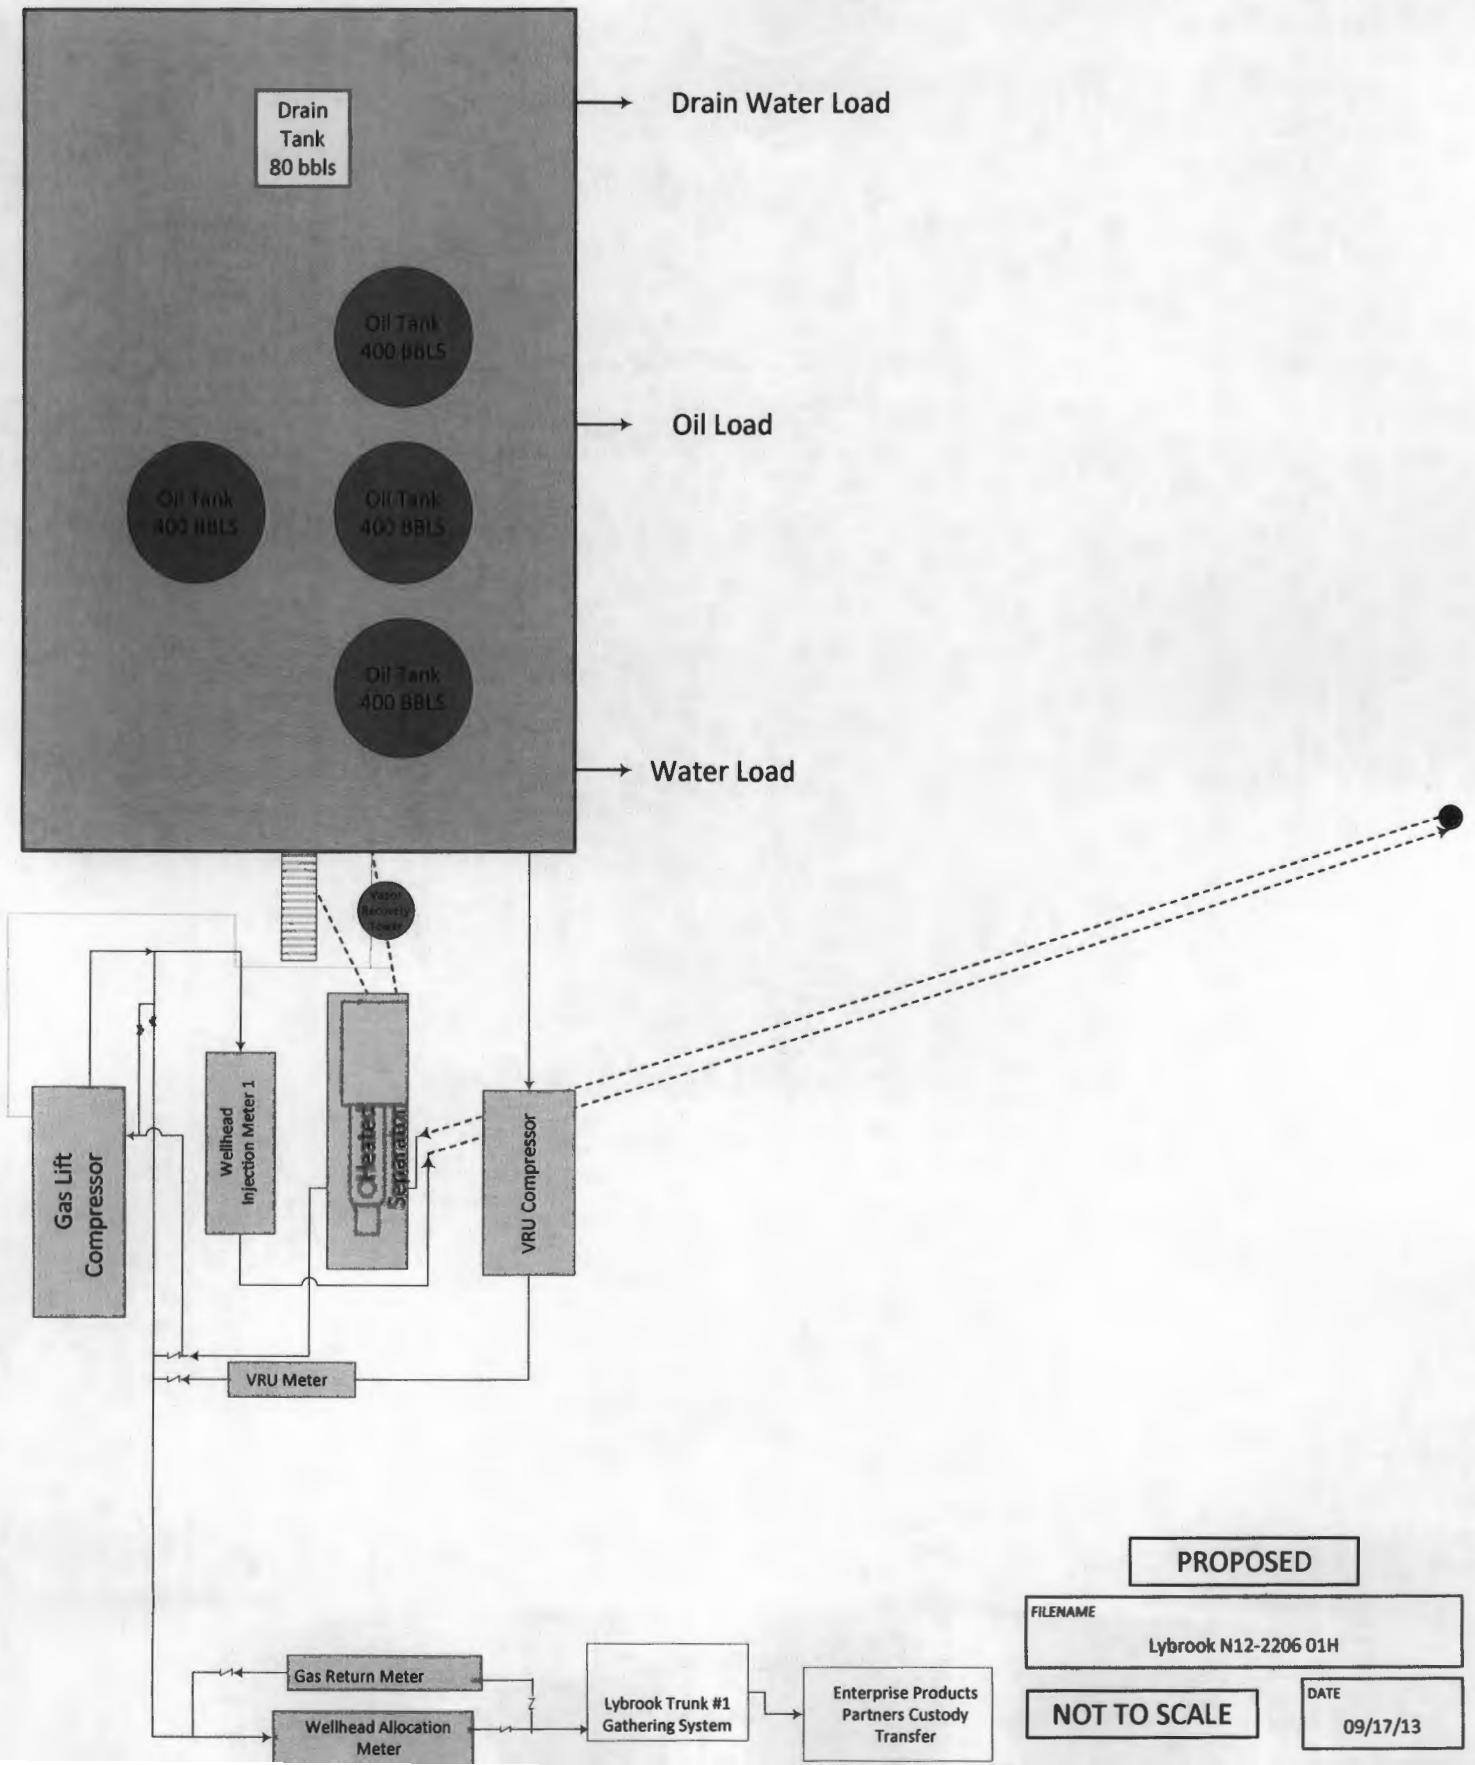 Drain
Tank
80 bbls
Drain Water Load
Oil Tank
400 BBLS
Oil Load
Oil Tank
400 BBLS
Oil Tank
400 BBLS
Oil Tank
400 BBLS
Water Load
Vapor
Recovery
Tower
Gas Lift
Compressor
Wellhead
Injection Meter 1
Heated
Separator
VRU Compressor
VRU Meter
Gas Return Meter
Wellhead Allocation
Meter
Lybrook Trunk #1
Gathering System
Enterprise Products
Partners Custody
Transfer
PROPOSED
FILENAME
Lybrook N12-2206 01H
NOT TO SCALE
DATE
09/17/13